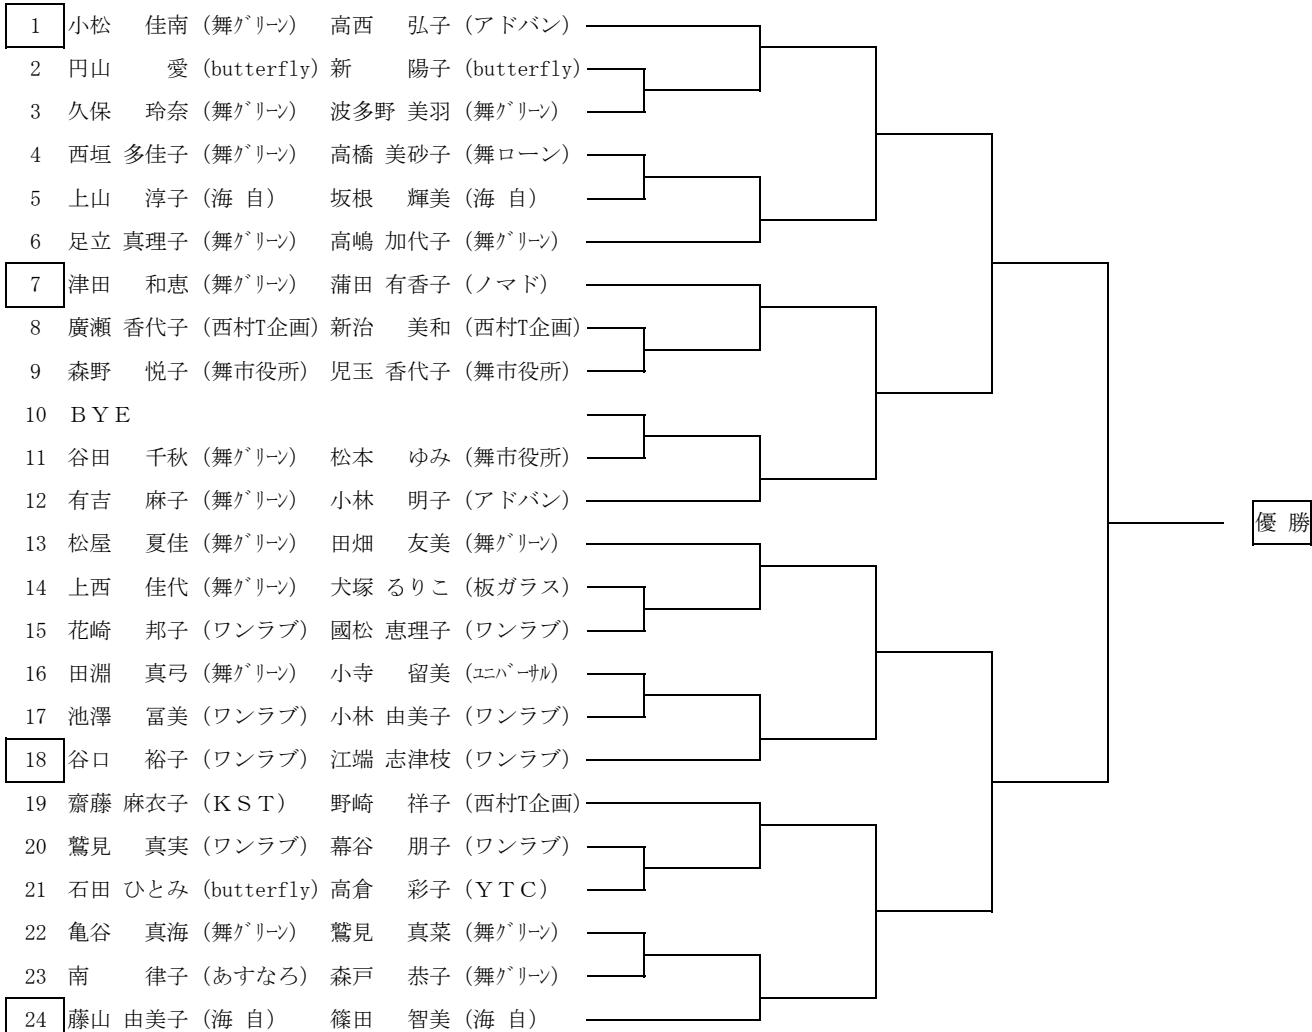 1 小松 佳南 (舞ｸﾞﾘｰﾝ) 高西 弘子 (アドバン)
2 円山 愛 (butterfly) 新 陽子 (butterfly)
3 久保 玲奈 (舞ｸﾞﾘｰﾝ) 波多野 美羽 (舞ｸﾞﾘｰﾝ)
4 西垣 多佳子 (舞ｸﾞﾘｰﾝ) 高橋 美砂子 (舞ローン)
5 上山 淳子 (海 自) 坂根 輝美 (海 自)
6 足立 真理子 (舞ｸﾞﾘｰﾝ) 高嶋 加代子 (舞ｸﾞﾘｰﾝ)
7 津田 和恵 (舞ｸﾞﾘｰﾝ) 蒲田 有香子 (ノマド)
8 廣瀬 香代子 (西村T企画) 新治 美和 (西村T企画)
9 森野 悦子 (舞市役所) 児玉 香代子 (舞市役所)
10 ＢＹＥ
11 谷田 千秋 (舞ｸﾞﾘｰﾝ) 松本 ゆみ (舞市役所)
12 有吉 麻子 (舞ｸﾞﾘｰﾝ) 小林 明子 (アドバン)
優 勝
13 松屋 夏佳 (舞ｸﾞﾘｰﾝ) 田畑 友美 (舞ｸﾞﾘｰﾝ)
14 上西 佳代 (舞ｸﾞﾘｰﾝ) 犬塚 るりこ (板ガラス)
15 花崎 邦子 (ワンラブ) 國松 恵理子 (ワンラブ)
16 田淵 真弓 (舞ｸﾞﾘｰﾝ) 小寺 留美 (ﾕﾆﾊﾞｰｻﾙ)
17 池澤 冨美 (ワンラブ) 小林 由美子 (ワンラブ)
18 谷口 裕子 (ワンラブ) 江端 志津枝 (ワンラブ)
19 齋藤 麻衣子 (ＫＳＴ) 野崎 祥子 (西村T企画)
20 鷲見 真実 (ワンラブ) 幕谷 朋子 (ワンラブ)
21 石田 ひとみ (butterfly) 高倉 彩子 (ＹＴＣ)
22 亀谷 真海 (舞ｸﾞﾘｰﾝ) 鷲見 真菜 (舞ｸﾞﾘｰﾝ)
23 南 律子 (あすなろ) 森戸 恭子 (舞ｸﾞﾘｰﾝ)
24 藤山 由美子 (海 自) 篠田 智美 (海 自)